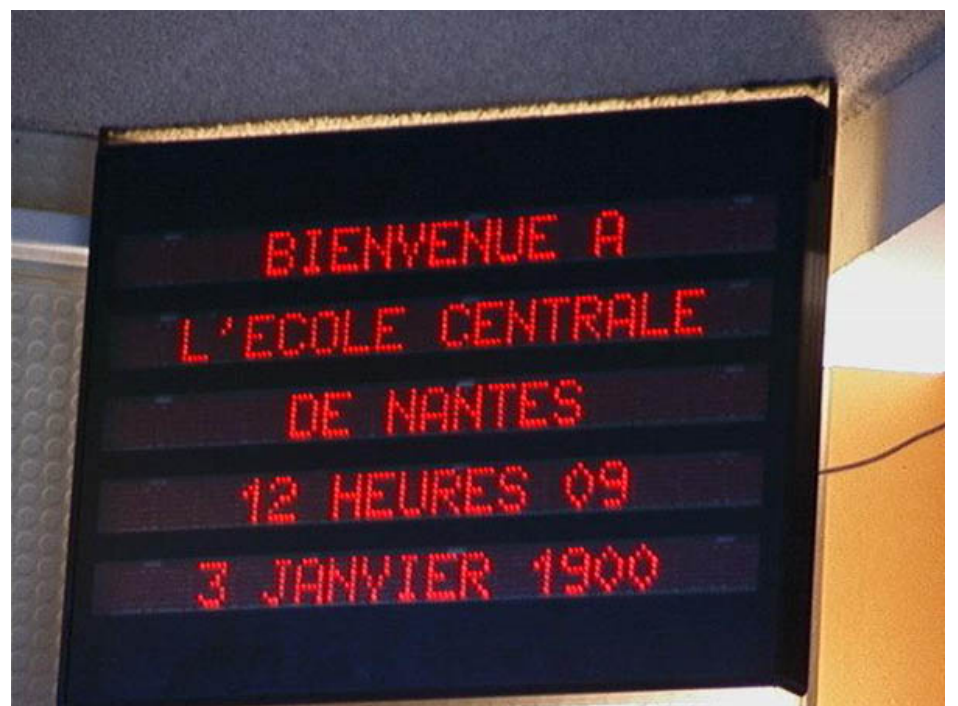 BIENVENUE A
L'ECOLE CENTRALE
DE NANTES
12 HEURES 09
3 JANVIER 1900